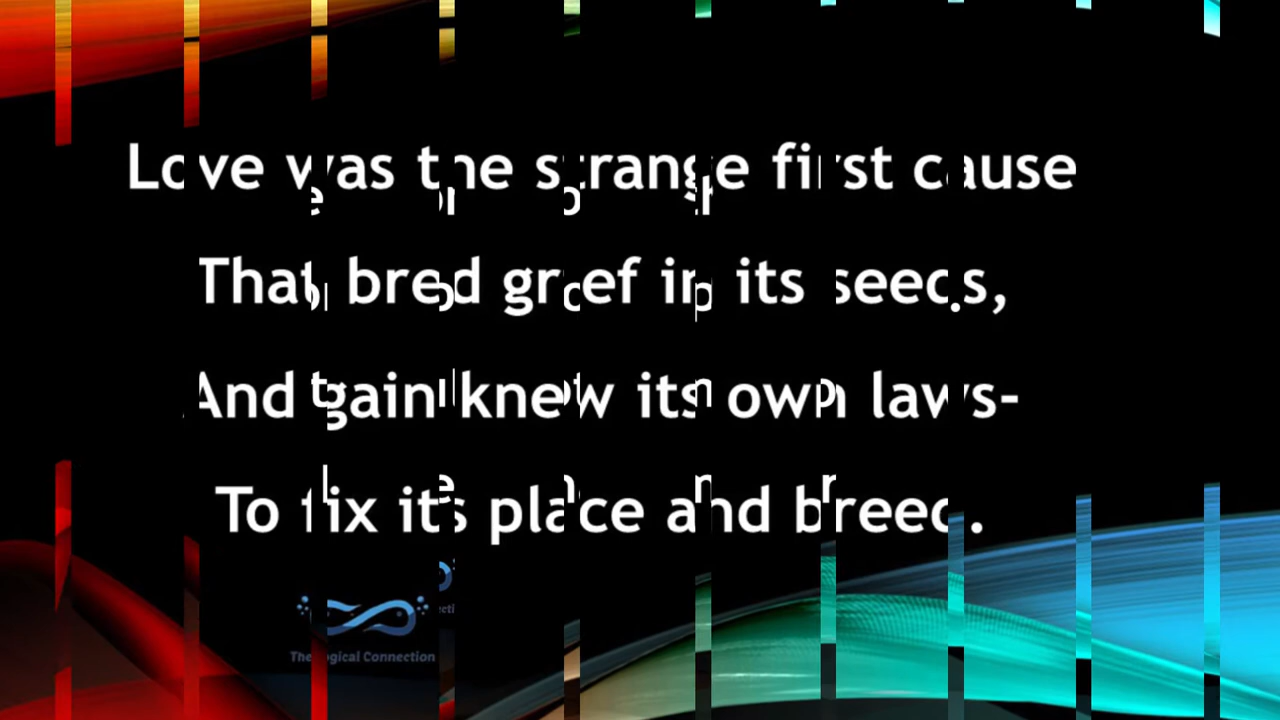 Love was the strange first cause
That bred grief in its seeds,
And gain knew its own laws-
To fix its place and breed.
The Logical Connection